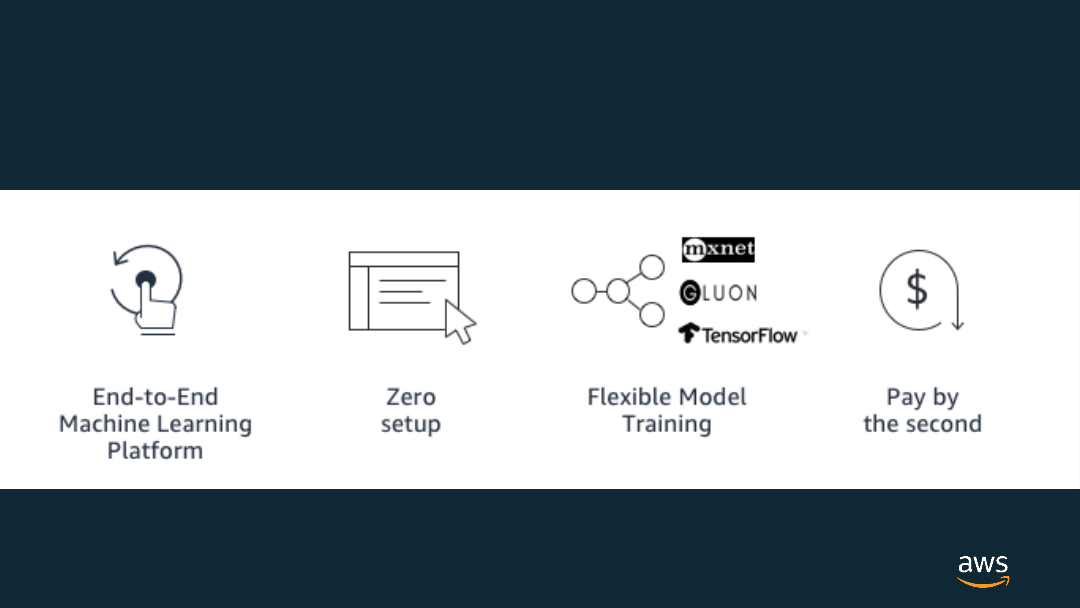 mxnet
GLUON
TensorFlow
$
End-to-End
Machine Learning
Platform
Zero
setup
Flexible Model
Training
Pay by
the second
aws